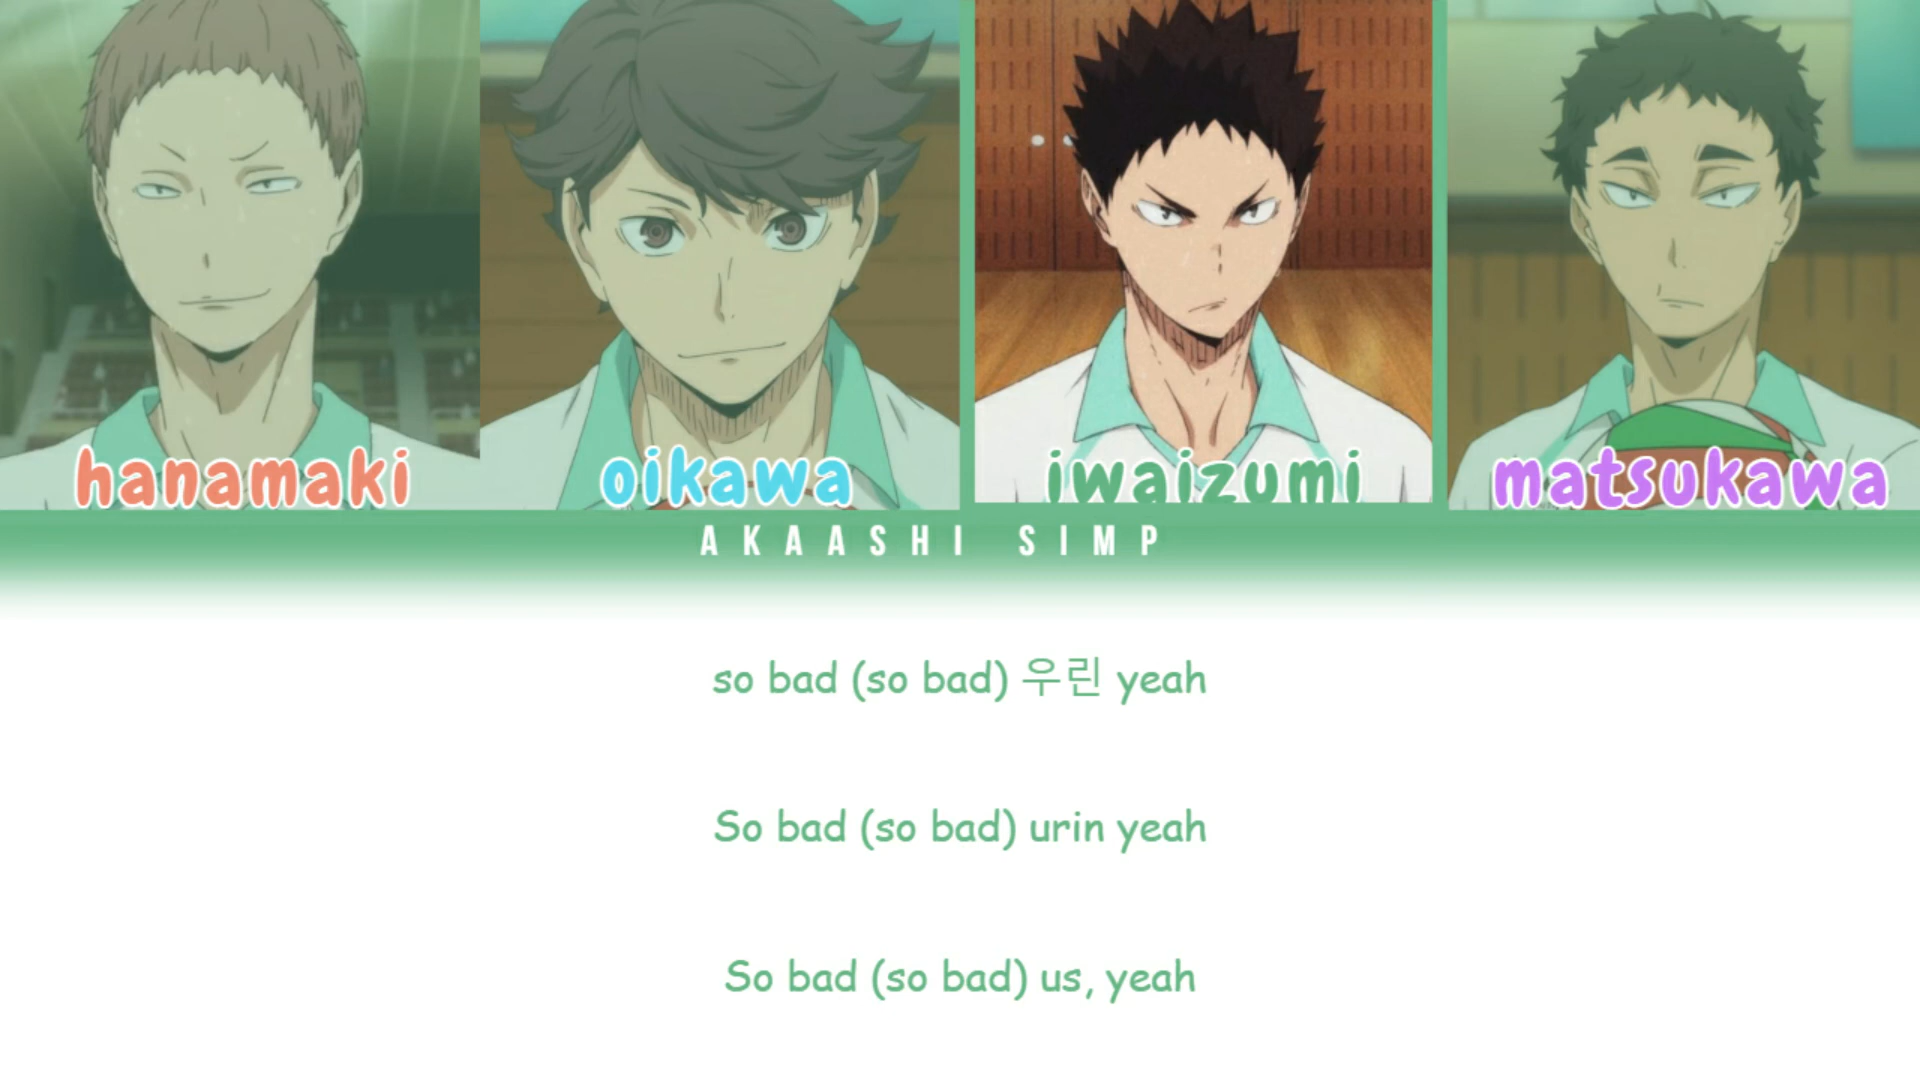 hanamaki oikawa iwaizumi matsukawa
AKAASHI SIMP
so bad (so bad) 우린 yeah
So bad (so bad) urin yeah
So bad (so bad) us, yeah